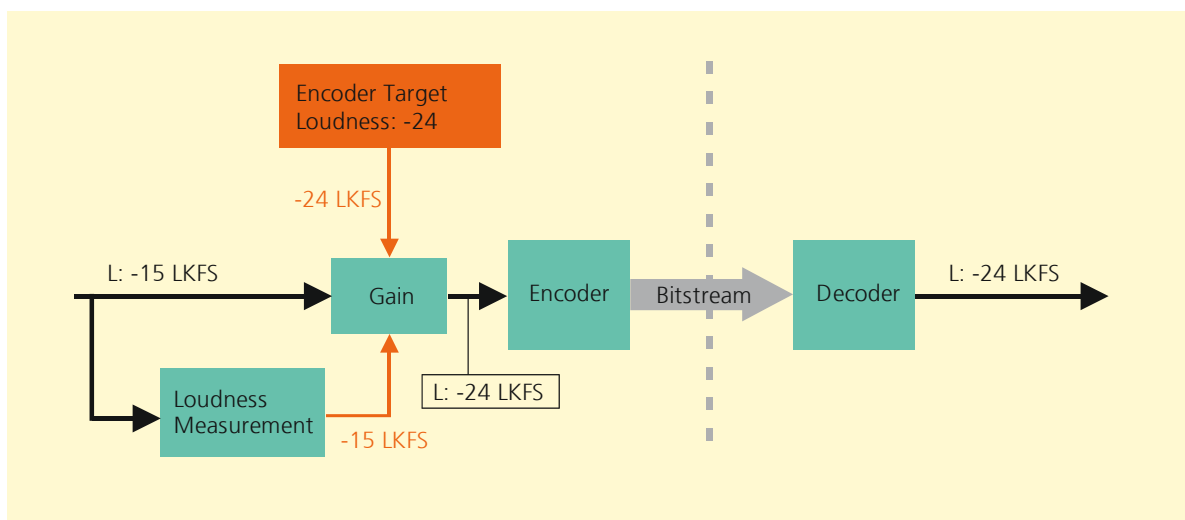 Encoder Target
Loudness: -24
-24 LKFS
L: -15 LKFS
Gain
Encoder
Bitstream
Decoder
L: -24 LKFS
L: -24 LKFS
Loudness
Measurement
-15 LKFS